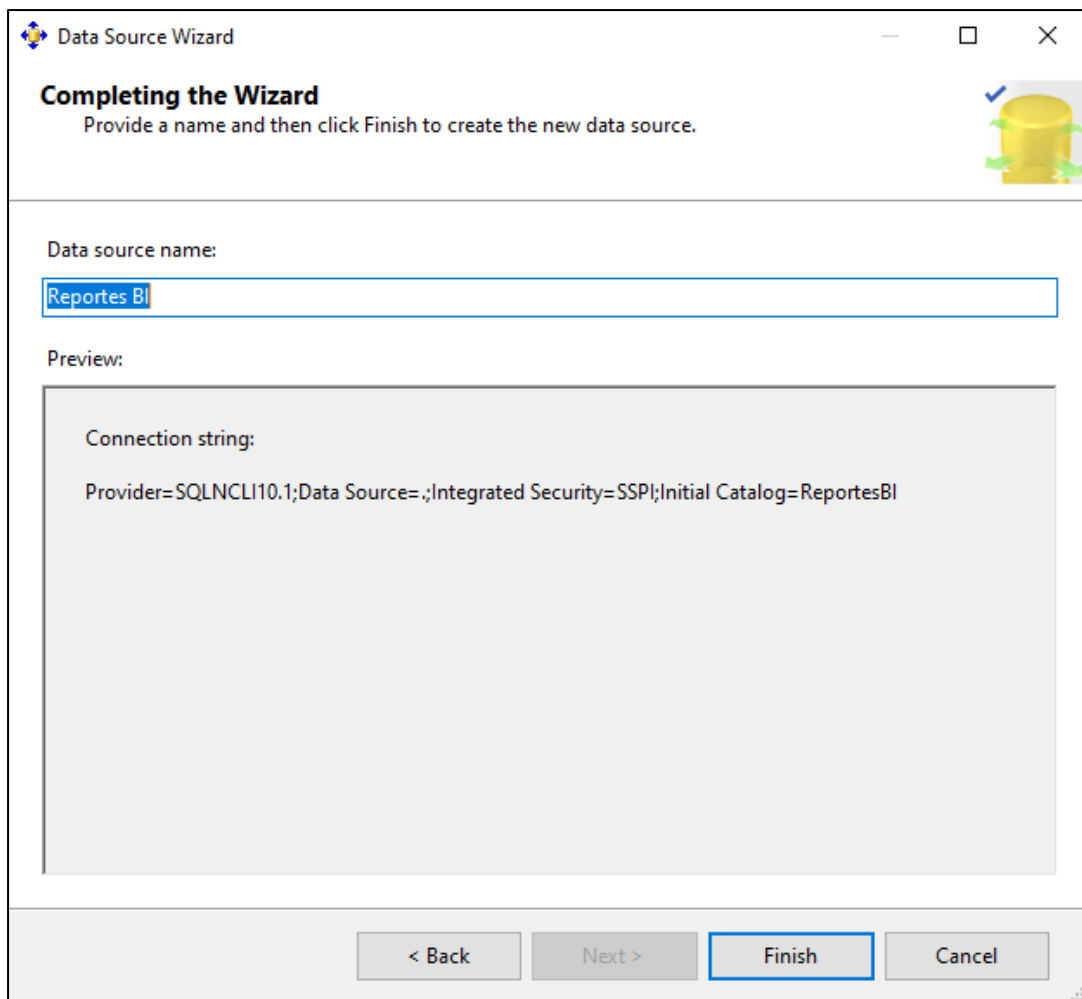 Data Source Wizard
Completing the Wizard
Provide a name and then click Finish to create the new data source.
Data source name:
Reportes BI
Preview:
Connection string:
Provider=SQLNCLI10.1;Data Source=.;Integrated Security=SSPI;Initial Catalog=ReportesBI
< Back
Next >
Finish
Cancel